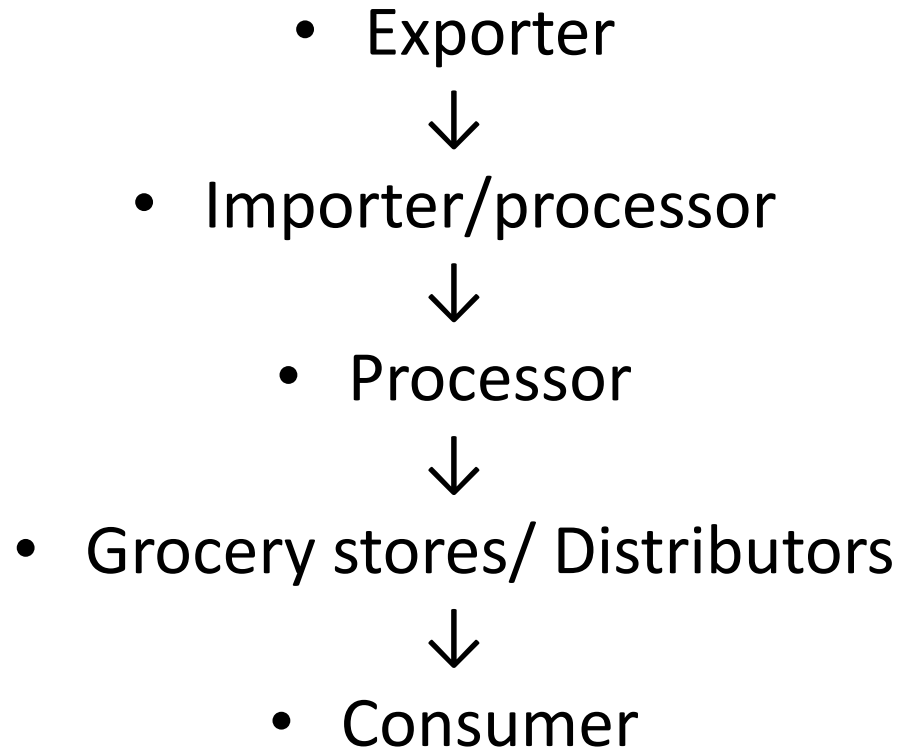 • Exporter
↓
• Importer/processor
↓
• Processor
↓
• Grocery stores/ Distributors
↓
• Consumer